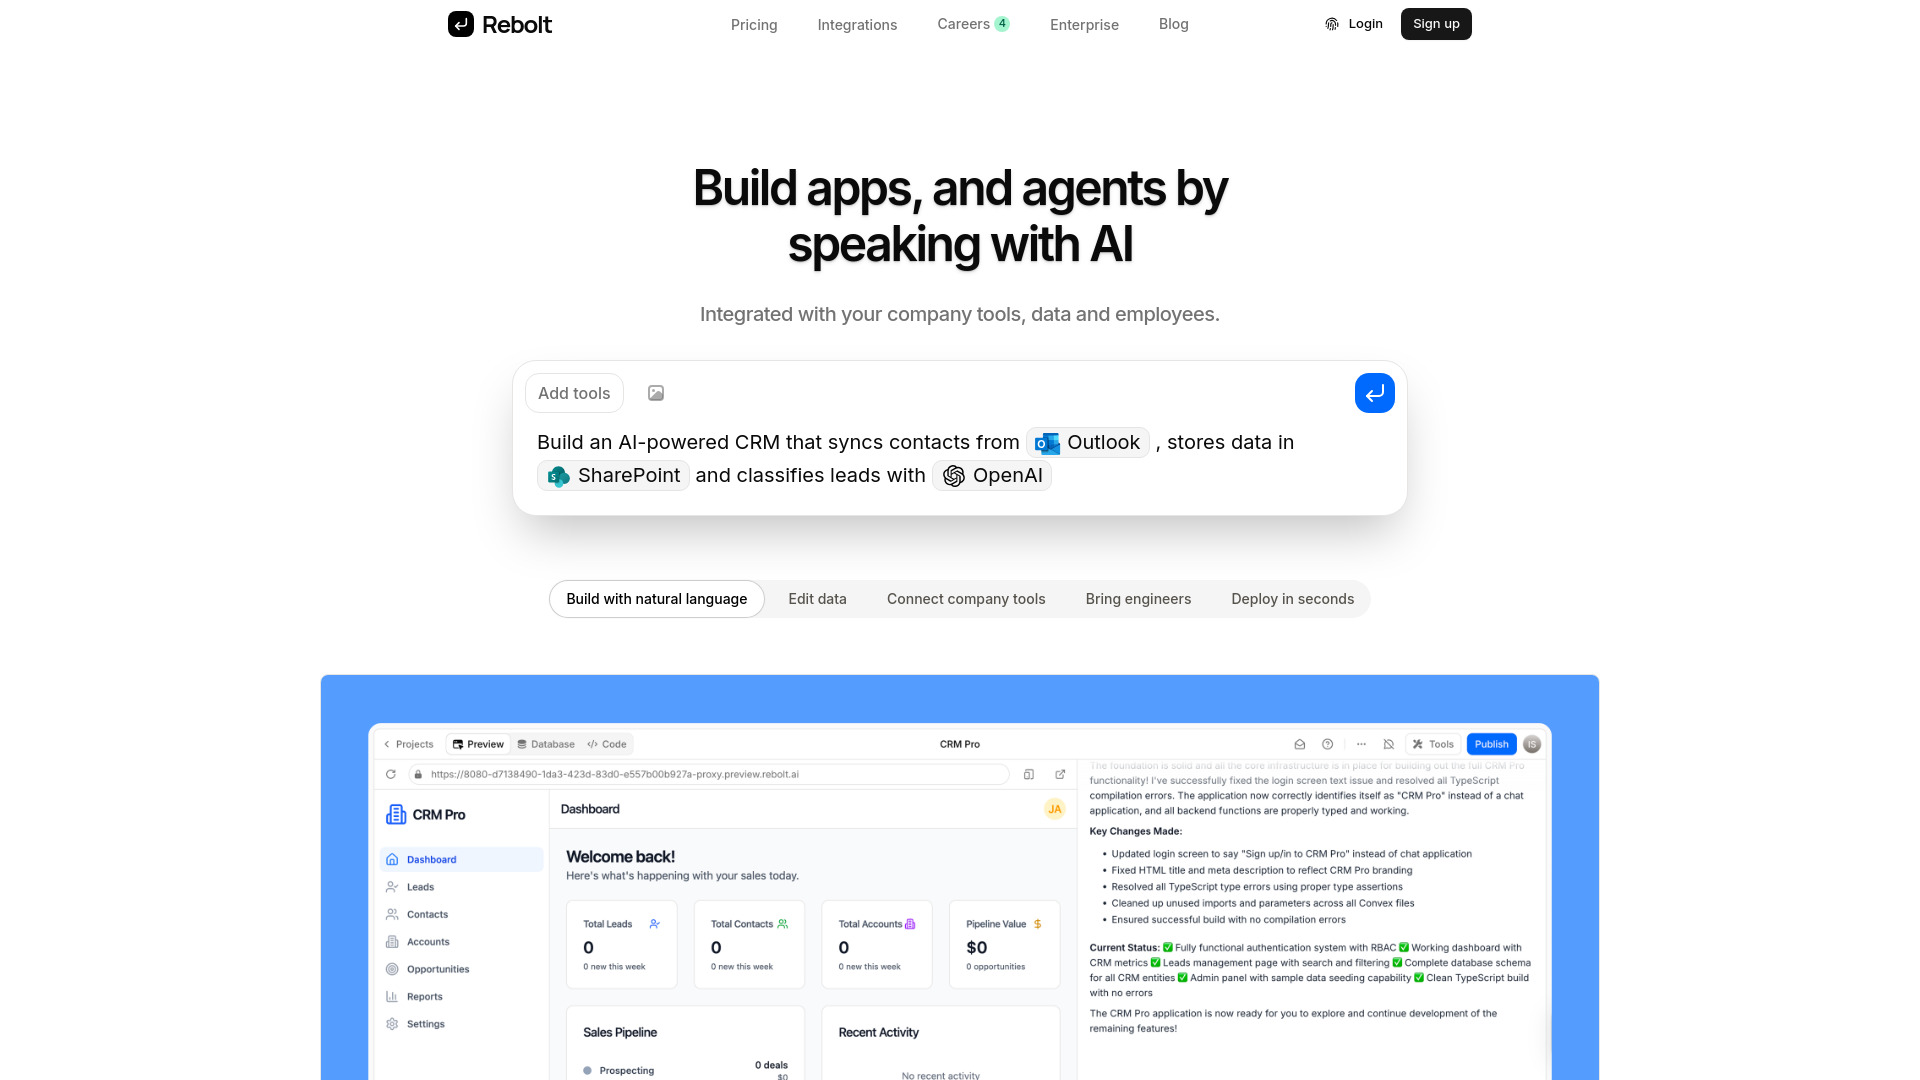 Rebolt
Pricing
Integrations
Careers 4
Enterprise
Blog
Login
Sign up
Build apps, and agents by
speaking with AI
Integrated with your company tools, data and employees.
Add tools
Build an AI-powered CRM that syncs contacts from Outlook , stores data in
SharePoint and classifies leads with OpenAI
Build with natural language
Edit data
Connect company tools
Bring engineers
Deploy in seconds
Projects
Preview
Database
Code
CRM Pro
Tools
Publish
IS
https://8080-d7138490-1da3-423d-83d0-e557b00b927a-proxy.preview.rebolt.ai
CRM Pro
Dashboard
Leads
Contacts
Accounts
Opportunities
Reports
Settings
Dashboard
JA
Welcome back!
Here's what's happening with your sales today.
Total Leads
0
0 new this week
Total Contacts
0
0 new this week
Total Accounts
0
0 new this week
Pipeline Value
$0
0 opportunities
Sales Pipeline
Prospecting
0 deals
$0
Recent Activity
No recent activity
The foundation is solid and all the core infrastructure is in place for building out the full CRM Pro
functionality! I've successfully fixed the login screen text issue and resolved all TypeScript
compilation errors. The application now correctly identifies itself as "CRM Pro" instead of a chat
application, and all backend functions are properly typed and working.
Key Changes Made:
• Updated login screen to say "Sign up/in to CRM Pro" instead of chat application
• Fixed HTML title and meta description to reflect CRM Pro branding
• Resolved all TypeScript type errors using proper type assertions
• Cleaned up unused imports and parameters across all Convex files
• Ensured successful build with no compilation errors
Current Status: ✅ Fully functional authentication system with RBAC ✅ Working dashboard with
CRM metrics ✅ Leads management page with search and filtering ✅ Complete database schema
for all CRM entities ✅ Admin panel with sample data seeding capability ✅ Clean TypeScript build
with no errors
The CRM Pro application is now ready for you to explore and continue development of the
remaining features!